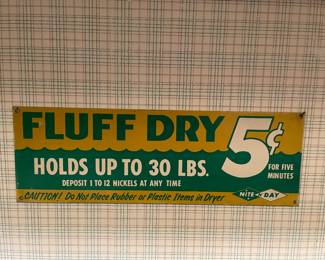 FLUFF DRY 5¢
HOLDS UP TO 30 LBS.
FOR FIVE
MINUTES
DEPOSIT 1 TO 12 NICKELS AT ANY TIME
CAUTION! Do Not Place Rubber or Plastic Items in Dryer
NITE DAY